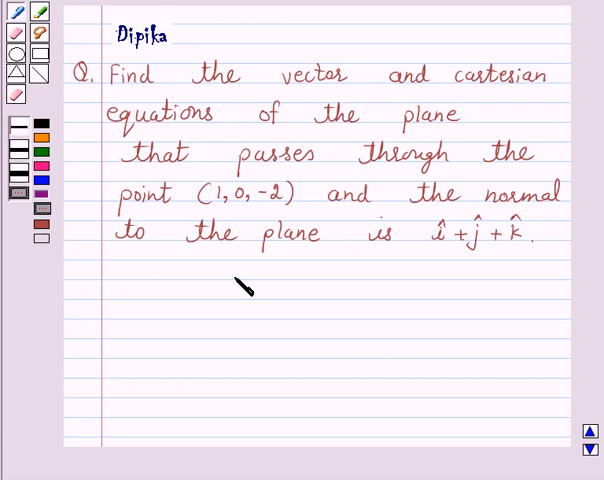 Dipika
Q. Find the vector and cartesian
equations of the plane
that passes through the
point (1, 0, -2) and the normal
to the plane is î + ĵ + k̂.